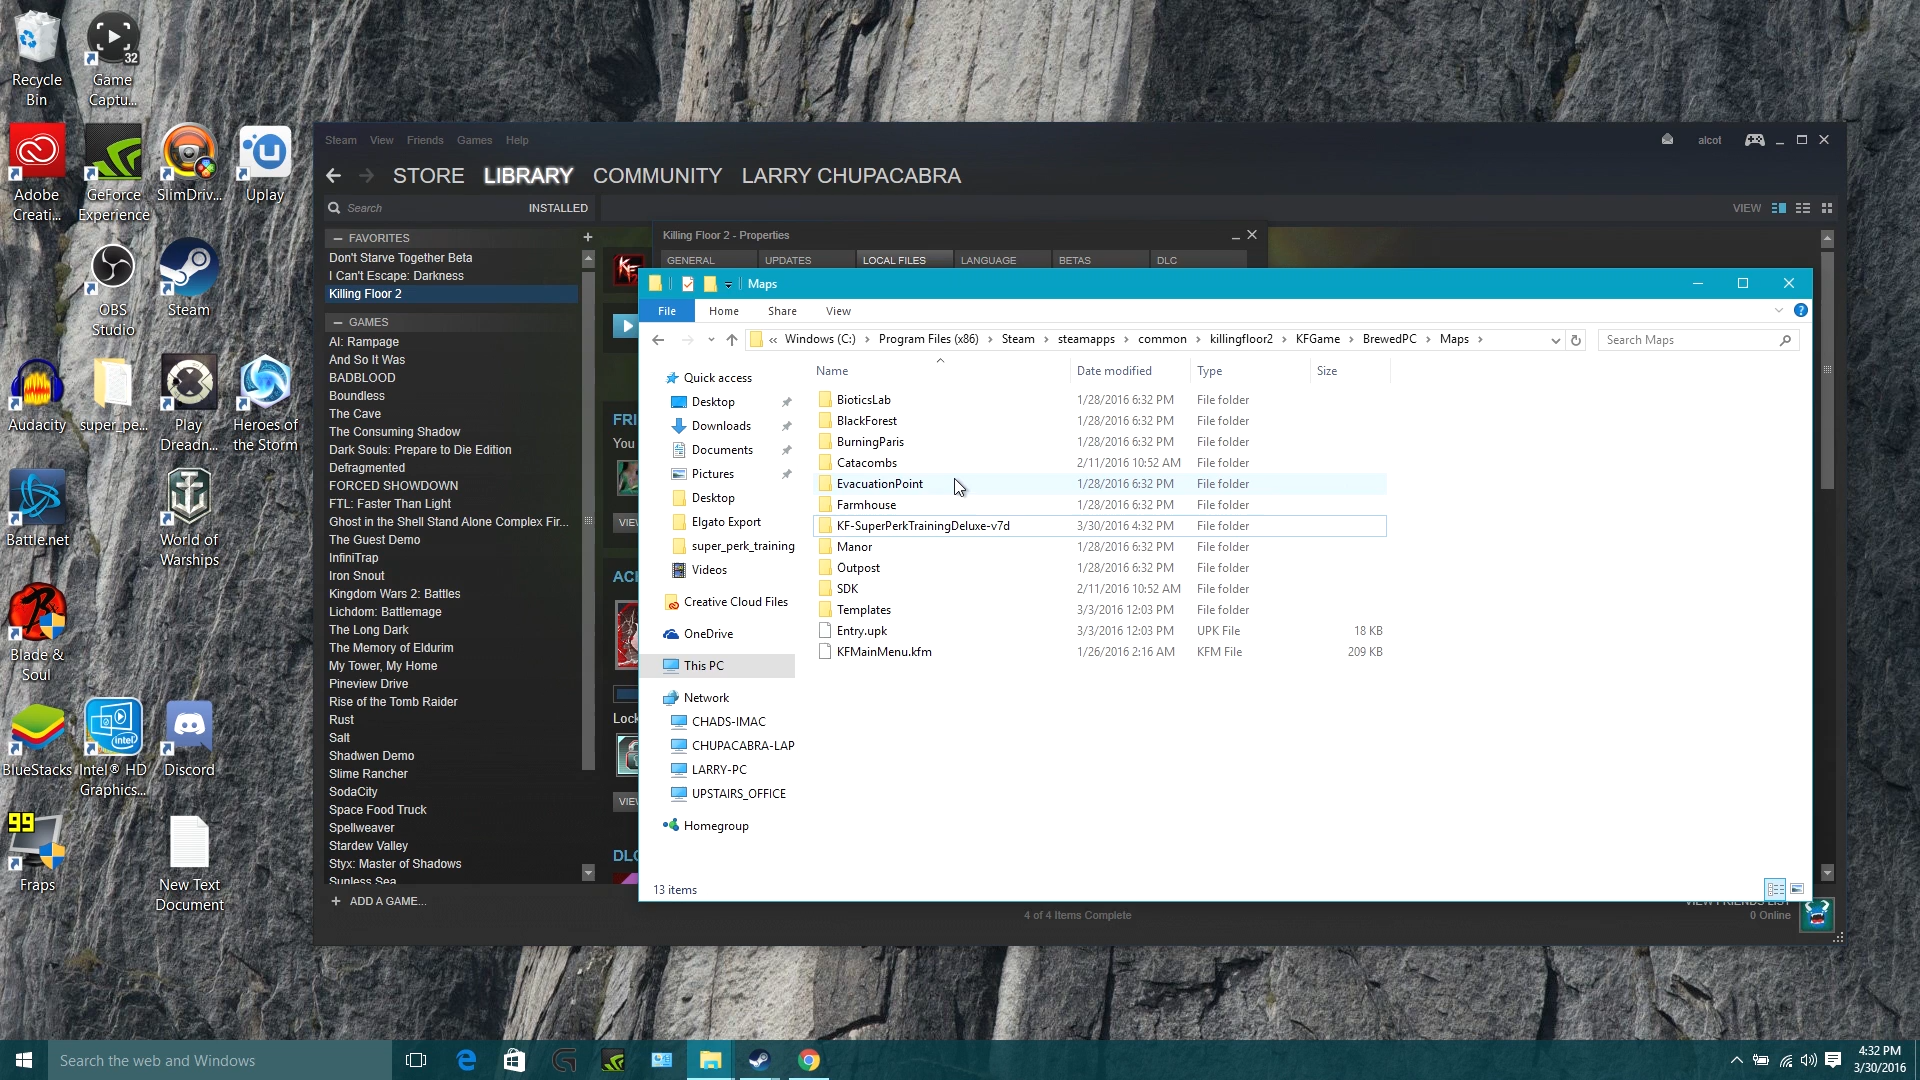 Recycle
Bin
32
Game
Captu...
Adobe
Creati...
GeForce
Experience
SlimDriv...
Uplay
OBS
Studio
Steam
Audacity
super_pe...
Play
Dreadn...
Heroes of
the Storm
Battle.net
World of
Warships
Blade &
Soul
BlueStacks
Intel® HD
Graphics...
intel
Discord
99
Fraps
New Text
Document
Steam View Friends Games Help
alcot
STORE LIBRARY COMMUNITY LARRY CHUPACABRA
Search
INSTALLED
VIEW
FAVORITES
Don't Starve Together Beta
I Can't Escape: Darkness
Killing Floor 2
GAMES
AI: Rampage
And So It Was
BADBLOOD
Boundless
The Cave
The Consuming Shadow
Dark Souls: Prepare to Die Edition
Defragmented
FORCED SHOWDOWN
FTL: Faster Than Light
Ghost in the Shell Stand Alone Complex Fir...
The Guest Demo
InfiniTrap
Iron Snout
Kingdom Wars 2: Battles
Lichdom: Battlemage
The Long Dark
The Memory of Eldurim
My Tower, My Home
Pineview Drive
Rise of the Tomb Raider
Rust
Salt
Shadwen Demo
Slime Rancher
SodaCity
Space Food Truck
Spellweaver
Stardew Valley
Styx: Master of Shadows
Sunless Sea
ADD A GAME...
FRI
You
VIEW
ACH
Lock
VIEW
DLC
Killing Floor 2 - Properties
GENERAL UPDATES LOCAL FILES LANGUAGE BETAS DLC
Maps
File Home Share View
« Windows (C:) › Program Files (x86) › Steam › steamapps › common › killingfloor2 › KFGame › BrewedPC › Maps ›
Search Maps
Name Date modified Type Size
Quick access
Desktop
Downloads
Documents
Pictures
Desktop
Elgato Export
super_perk_training
Videos
Creative Cloud Files
OneDrive
This PC
Network
CHADS-IMAC
CHUPACABRA-LAP
LARRY-PC
UPSTAIRS_OFFICE
Homegroup
BioticsLab 1/28/2016 6:32 PM File folder
BlackForest 1/28/2016 6:32 PM File folder
BurningParis 1/28/2016 6:32 PM File folder
Catacombs 2/11/2016 10:52 AM File folder
EvacuationPoint 1/28/2016 6:32 PM File folder
Farmhouse 1/28/2016 6:32 PM File folder
KF-SuperPerkTrainingDeluxe-v7d 3/30/2016 4:32 PM File folder
Manor 1/28/2016 6:32 PM File folder
Outpost 1/28/2016 6:32 PM File folder
SDK 2/11/2016 10:52 AM File folder
Templates 3/3/2016 12:03 PM File folder
Entry.upk 3/3/2016 12:03 PM UPK File 18 KB
KFMainMenu.kfm 1/26/2016 2:16 AM KFM File 209 KB
13 items
4 of 4 Items Complete
VIEW FRIENDS LIST
0 Online
Search the web and Windows
4:32 PM
3/30/2016